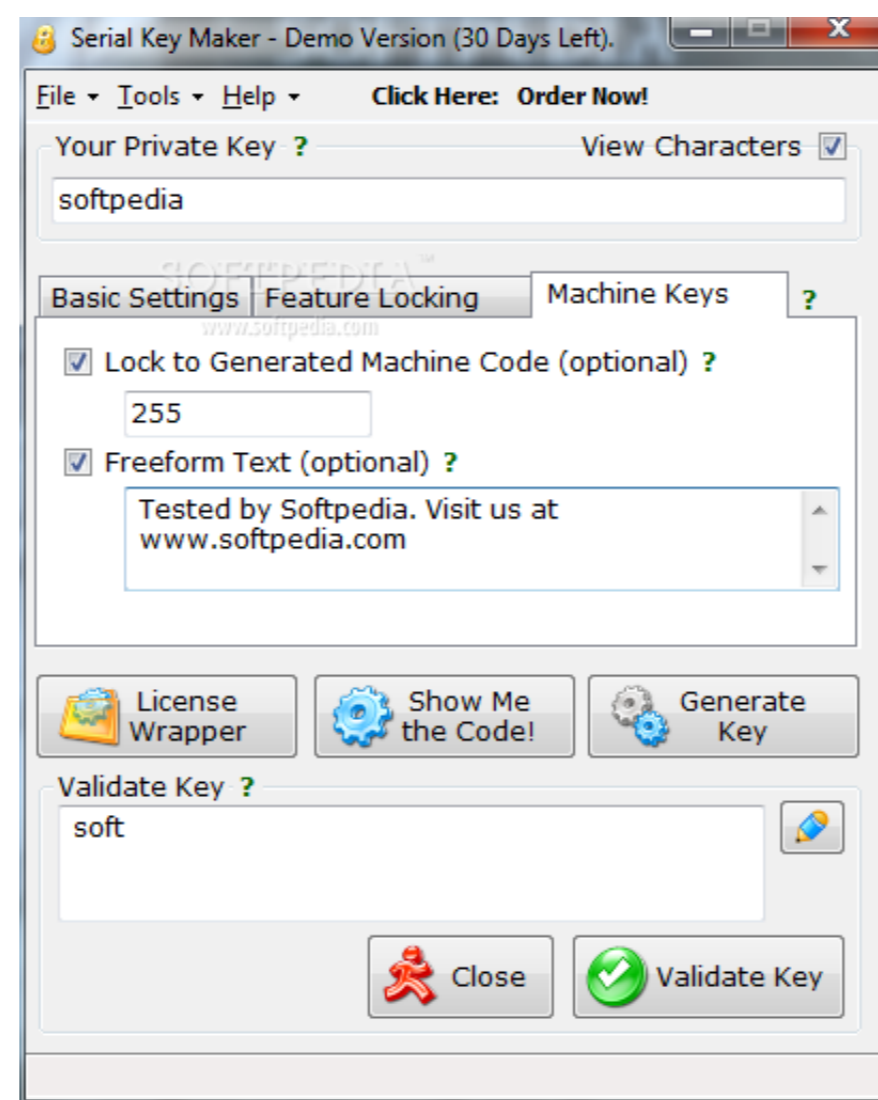 Serial Key Maker - Demo Version (30 Days Left).
File Tools Help Click Here: Order Now!
Your Private Key ? View Characters
softpedia
SOFTPEDIA™
Basic Settings Feature Locking Machine Keys ?
www.softpedia.com
Lock to Generated Machine Code (optional) ?
255
Freeform Text (optional) ?
Tested by Softpedia. Visit us at
www.softpedia.com
License Show Me Generate
Wrapper the Code! Key
Validate Key ?
soft
Close Validate Key